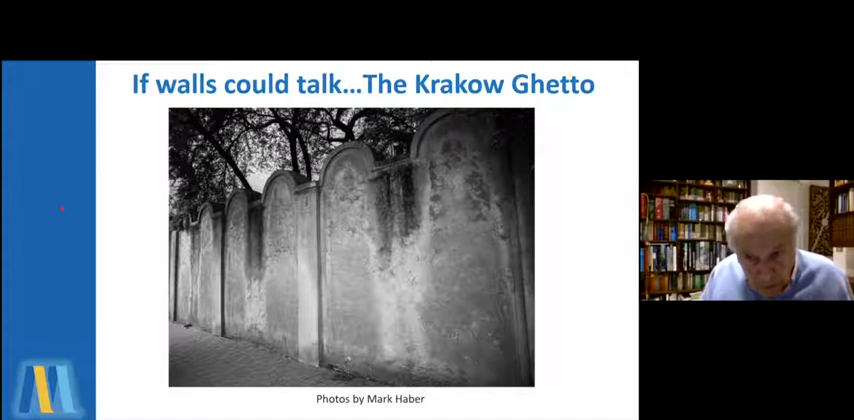 If walls could talk...The Krakow Ghetto
Photos by Mark Haber